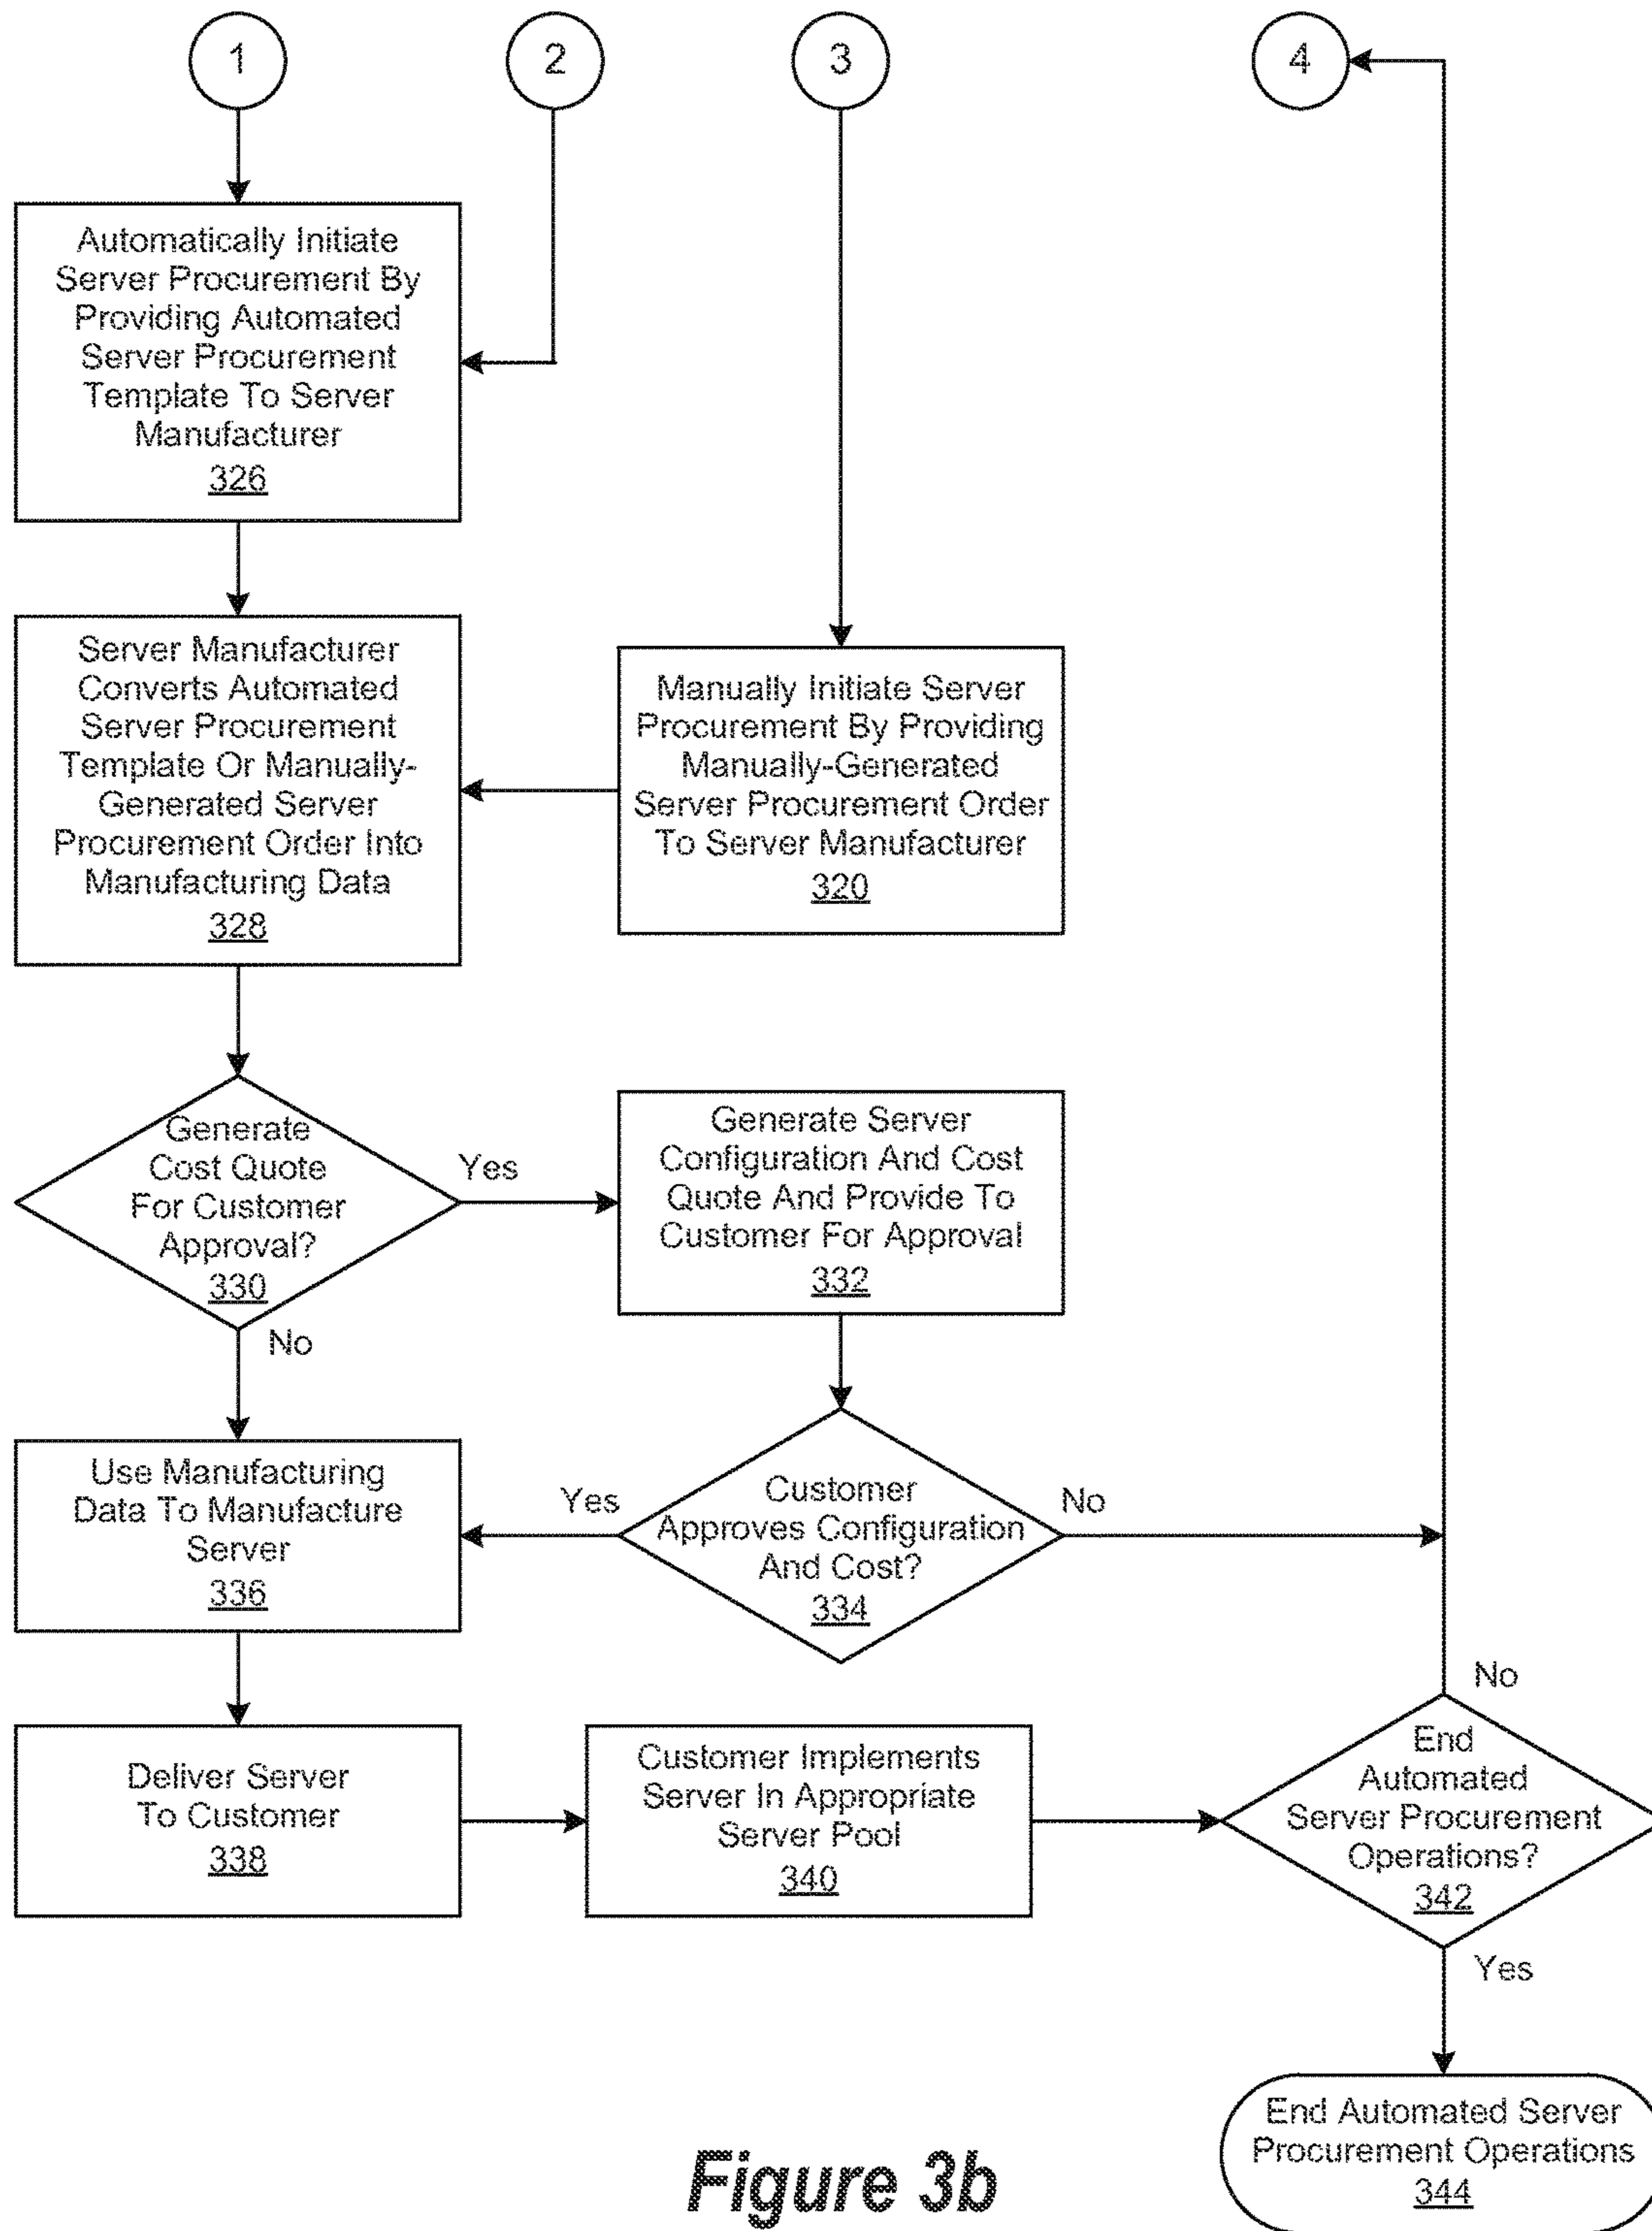 1
2
3
4
Automatically Initiate
Server Procurement By
Providing Automated
Server Procurement
Template To Server
Manufacturer
326
Server Manufacturer
Converts Automated
Server Procurement
Template Or Manually-
Generated Server
Procurement Order Into
Manufacturing Data
328
Manually Initiate Server
Procurement By Providing
Manually-Generated
Server Procurement Order
To Server Manufacturer
320
Generate
Cost Quote
For Customer
Approval?
330
Yes
No
Generate Server
Configuration And Cost
Quote And Provide To
Customer For Approval
332
Use Manufacturing
Data To Manufacture
Server
336
Yes
Customer
Approves Configuration
And Cost?
334
No
Deliver Server
To Customer
338
Customer Implements
Server In Appropriate
Server Pool
340
No
End
Automated
Server Procurement
Operations?
342
Yes
End Automated Server
Procurement Operations
344
Figure 3b